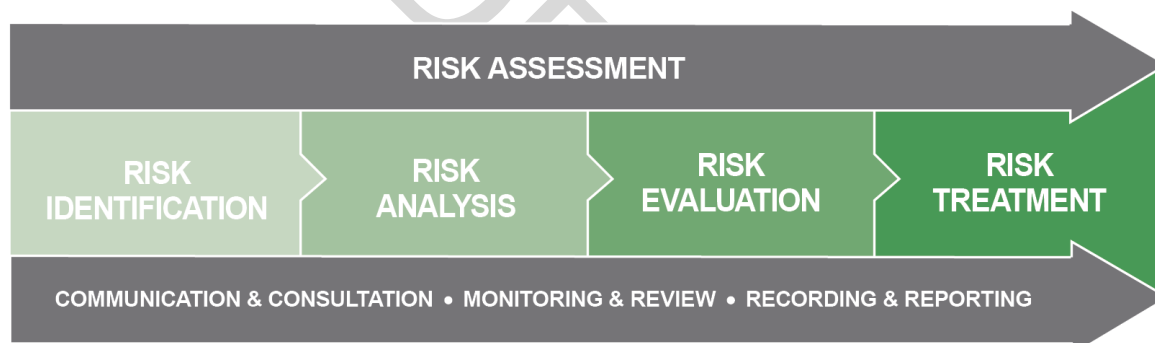 RISK ASSESSMENT
RISK
IDENTIFICATION
RISK
ANALYSIS
RISK
EVALUATION
RISK
TREATMENT
COMMUNICATION & CONSULTATION • MONITORING & REVIEW • RECORDING & REPORTING